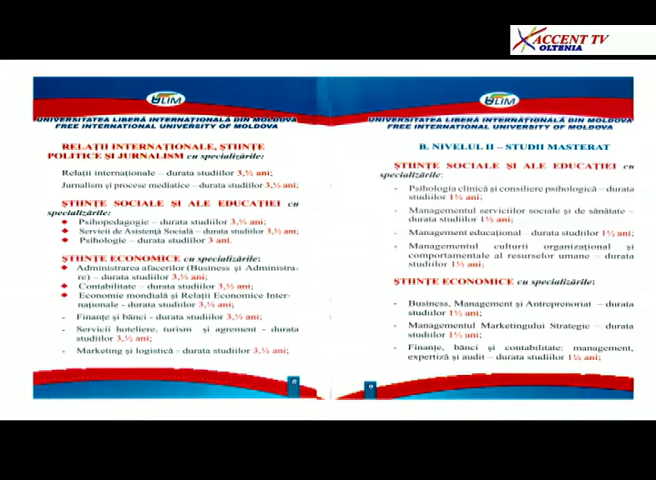 ACCENT TV
OLTENIA
ULIM
UNIVERSITATEA LIBERĂ INTERNAȚIONALĂ DIN MOLDOVA
FREE INTERNATIONAL UNIVERSITY OF MOLDOVA
RELAȚII INTERNAȚIONALE, ȘTIINȚE
POLITICE ȘI JURNALISM cu specializările:
Relații internaționale – durata studiilor 3,½ ani;
Jurnalism și procese mediatice – durata studiilor 3,½ ani;
ȘTIINȚE SOCIALE ȘI ALE EDUCAȚIEI cu
specializările:
Psihopedagogie – durata studiilor 3,½ ani;
Servicii de Asistență Socială – durata studiilor 3,½ ani;
Psihologie – durata studiilor 3 ani.
ȘTIINȚE ECONOMICE cu specializările:
Administrarea afacerilor (Business și Administra-
re) – durata studiilor 3,½ ani;
Contabilitate – durata studiilor 3,½ ani;
Economie mondială și Relații Economice Inter-
naționale - durata studiilor 3,½ ani;
- Finanțe și bănci - durata studiilor 3,½ ani;
- Servicii hoteliere, turism și agrement - durata
studiilor 3,½ ani;
- Marketing și logistică - durata studiilor 3,½ ani;
ULIM
UNIVERSITATEA LIBERĂ INTERNAȚIONALĂ DIN MOLDOVA
FREE INTERNATIONAL UNIVERSITY OF MOLDOVA
B. NIVELUL II – STUDII MASTERAT
ȘTIINȚE SOCIALE ȘI ALE EDUCAȚIEI cu
specializările:
- Psihologia clinică și consiliere psihologică – durata
studiilor 1½ ani;
- Managementul serviciilor sociale și de sănătate –
durata studiilor 1½ ani;
- Management educațional – durata studiilor 1½ ani;
- Managementul culturii organizațional și
comportamentale al resurselor umane – durata
studiilor 1½ ani;
ȘTIINȚE ECONOMICE cu specializările:
- Business, Management și Antreprenoriat – durata
studiilor 1½ ani;
- Managementul Marketingului Strategic – durata
studiilor 1½ ani;
- Finanțe, bănci și contabilitate: management,
expertiză și audit – durata studiilor 1½ ani;